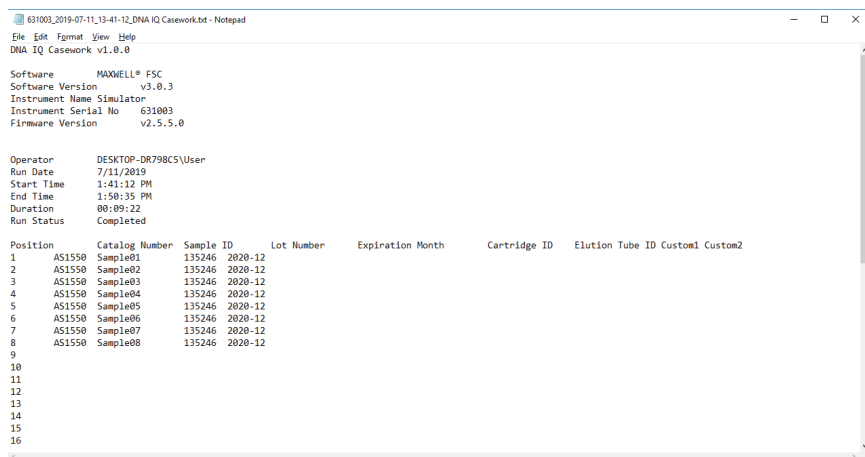 631003_2019-07-11_13-41-12_DNA IQ Casework.txt - Notepad
File Edit Format View Help
DNA IQ Casework v1.0.0
Software MAXWELL® FSC
Software Version v3.0.3
Instrument Name Simulator
Instrument Serial No 631003
Firmware Version v2.5.5.0
Operator DESKTOP-DR798C5\User
Run Date 7/11/2019
Start Time 1:41:12 PM
End Time 1:50:35 PM
Duration 00:09:22
Run Status Completed
Position Catalog Number Sample ID Lot Number Expiration Month Cartridge ID Elution Tube ID Custom1 Custom2
1 AS1550 Sample01 135246 2020-12
2 AS1550 Sample02 135246 2020-12
3 AS1550 Sample03 135246 2020-12
4 AS1550 Sample04 135246 2020-12
5 AS1550 Sample05 135246 2020-12
6 AS1550 Sample06 135246 2020-12
7 AS1550 Sample07 135246 2020-12
8 AS1550 Sample08 135246 2020-12
9
10
11
12
13
14
15
16